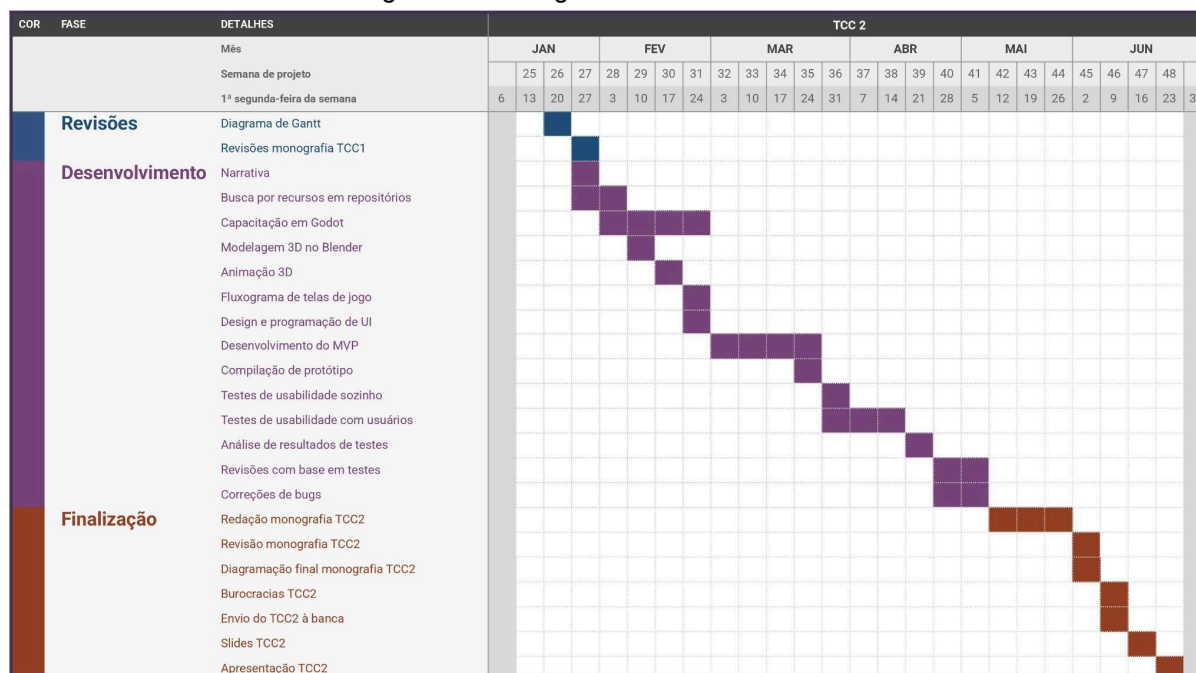 COR FASE DETALHES TCC 2
Mês JAN FEV MAR ABR MAI JUN
Semana de projeto 25 26 27 28 29 30 31 32 33 34 35 36 37 38 39 40 41 42 43 44 45 46 47 48
1ª segunda-feira da semana 6 13 20 27 3 10 17 24 3 10 17 24 31 7 14 21 28 5 12 19 26 2 9 16 23 3
Revisões Diagrama de Gantt
Revisões monografia TCC1
Desenvolvimento Narrativa
Busca por recursos em repositórios
Capacitação em Godot
Modelagem 3D no Blender
Animação 3D
Fluxograma de telas de jogo
Design e programação de UI
Desenvolvimento do MVP
Compilação de protótipo
Testes de usabilidade sozinho
Testes de usabilidade com usuários
Análise de resultados de testes
Revisões com base em testes
Correções de bugs
Finalização Redação monografia TCC2
Revisão monografia TCC2
Diagramação final monografia TCC2
Burocracias TCC2
Envio do TCC2 à banca
Slides TCC2
Apresentação TCC2